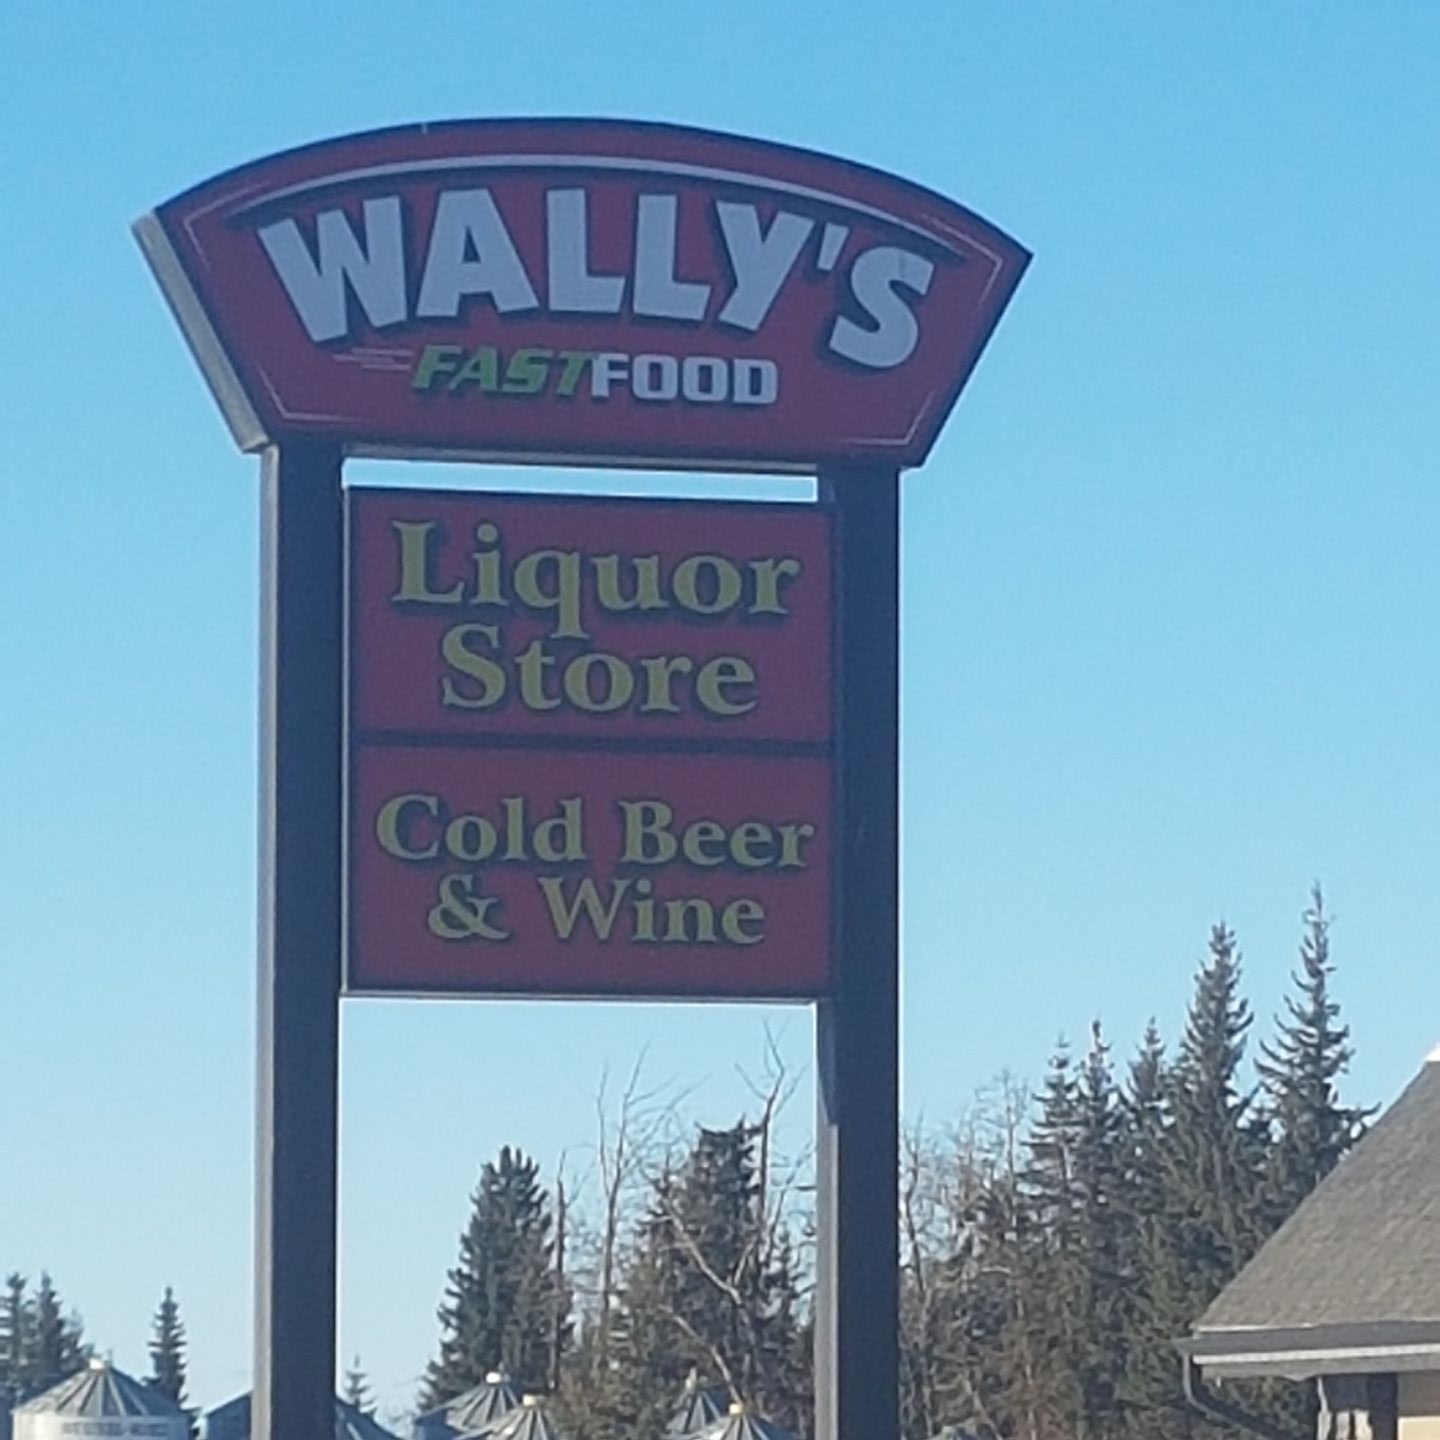 WALLY'S
FASTFOOD
Liquor
Store
Cold Beer
& Wine